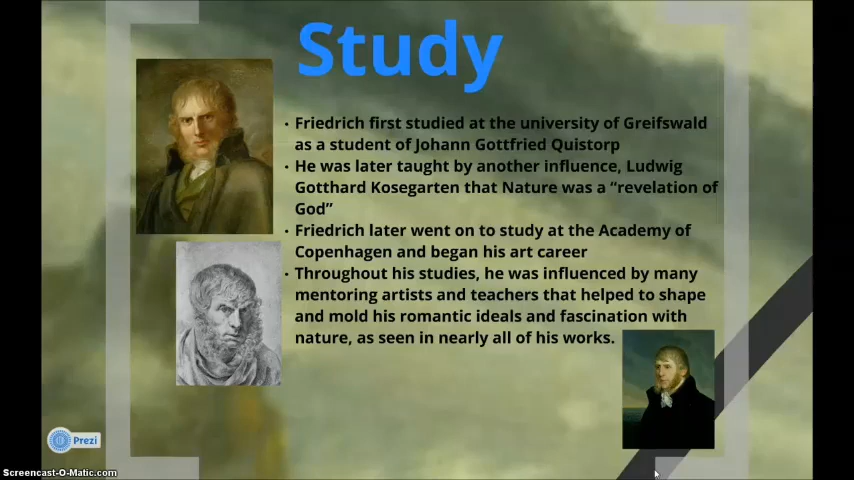 Study
· Friedrich first studied at the university of Greifswald
as a student of Johann Gottfried Quistorp
· He was later taught by another influence, Ludwig
Gotthard Kosegarten that Nature was a “revelation of
God”
· Friedrich later went on to study at the Academy of
Copenhagen and began his art career
· Throughout his studies, he was influenced by many
mentoring artists and teachers that helped to shape
and mold his romantic ideals and fascination with
nature, as seen in nearly all of his works.
Prezi
Screencast-O-Matic.com